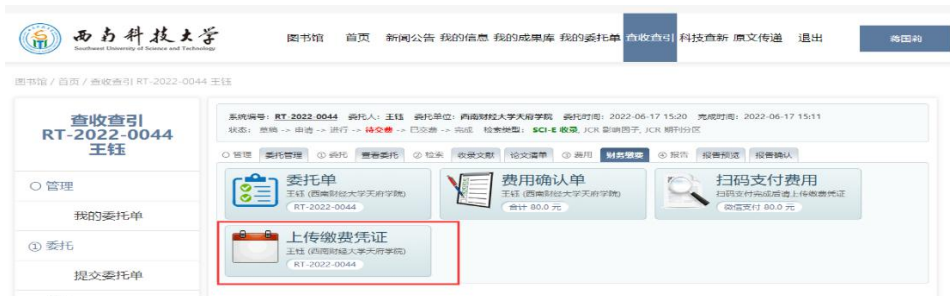 西南科技大学
Southwest University of Science and Technology
图书馆 首页 新闻公告 我的信息 我的成果库 我的委托单 查收查引 科技查新 原文传递 退出 蒋国莉
图书馆 / 首页 / 查收查引 RT-2022-0044 王钰
查收查引
RT-2022-0044
王钰
管理
我的委托单
① 委托
提交委托单
系统编号: RT-2022-0044 委托人: 王钰 委托单位: 西南财经大学天府学院 委托时间: 2022-06-17 15:20 完成时间: 2022-06-17 15:11
状态: 草稿 -> 申请 -> 进行 -> 待交费 -> 已交费 -> 完成 检索类型: SCI-E 收录, JCR 影响因子, JCR 期刊分区
管理 委托管理 ① 委托 查看委托 ② 检索 收录文献 论文清单 ③ 费用 财务缴费 ④ 报告 报告预览 报告确认
委托单
王钰 (西南财经大学天府学院)
RT-2022-0044
费用确认单
王钰 (西南财经大学天府学院)
合计 80.0 元
扫码支付费用
扫码支付完成后请上传缴费凭证
微信支付 80.0 元
上传缴费凭证
王钰 (西南财经大学天府学院)
RT-2022-0044